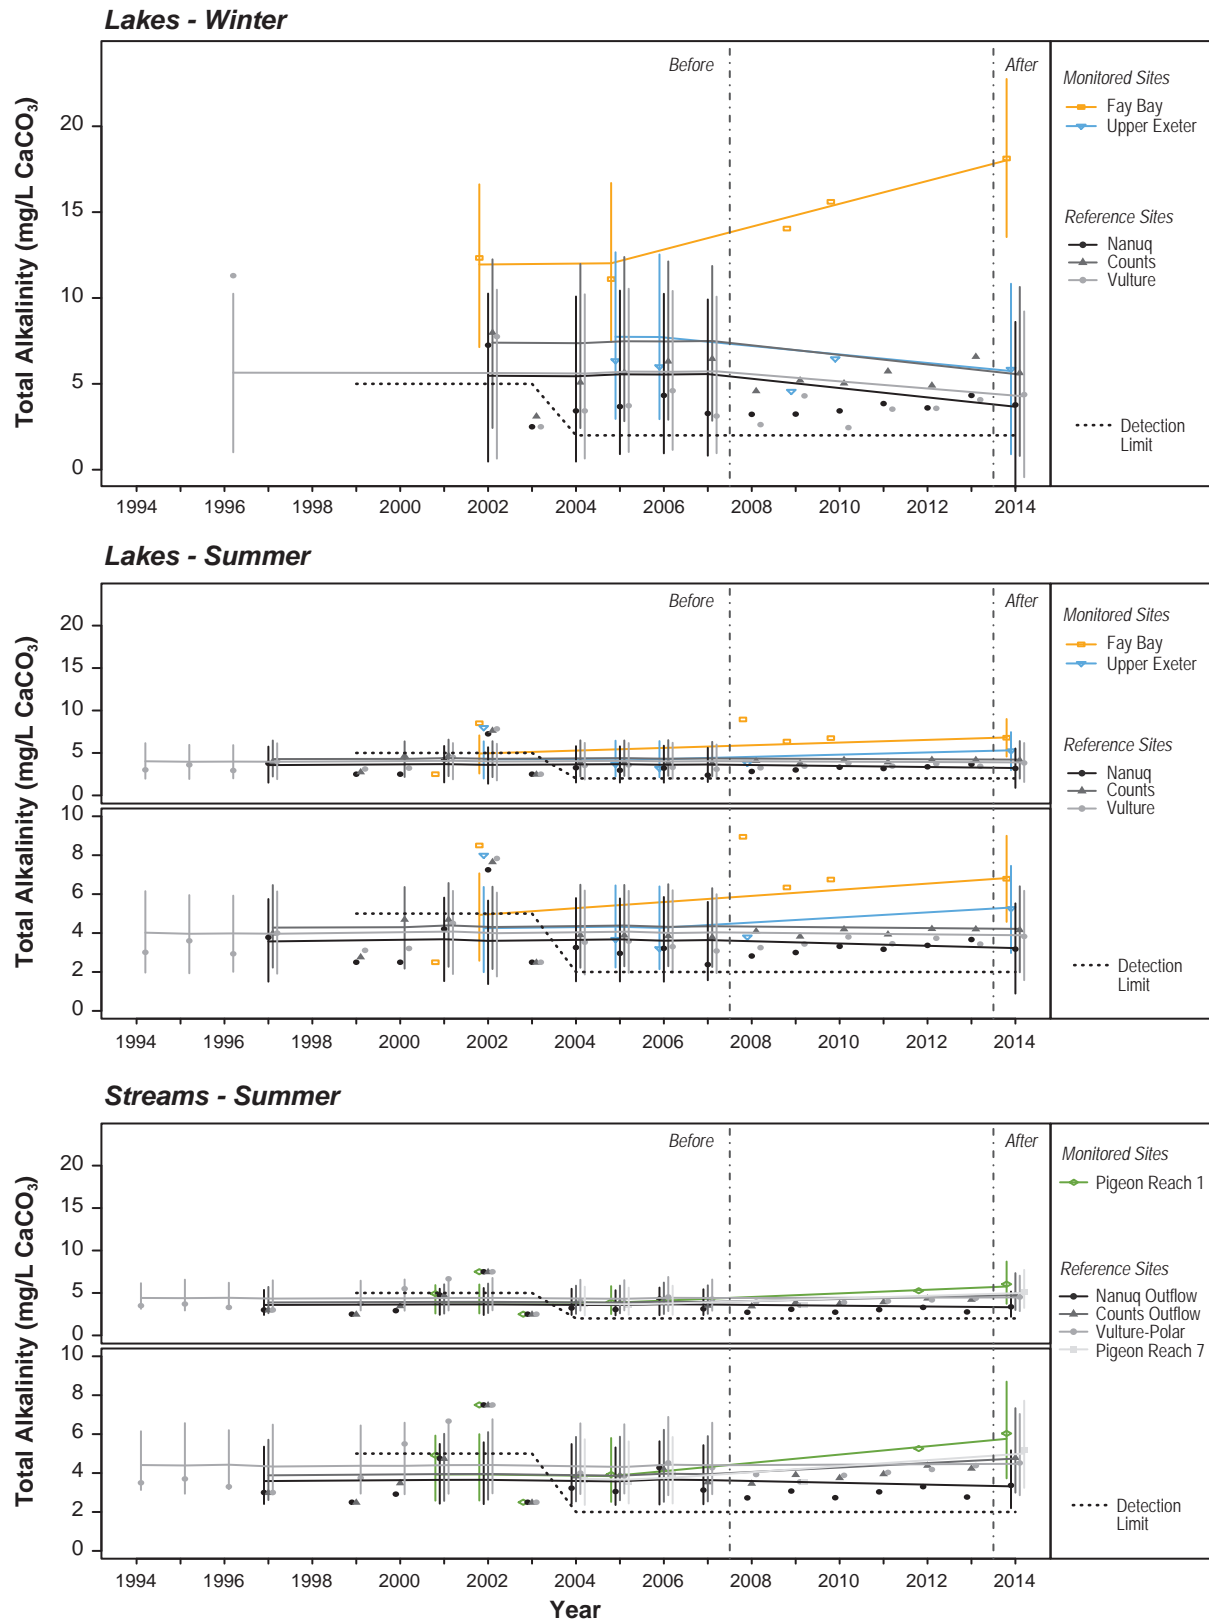 Lakes - Winter
Total Alkalinity (mg/L CaCO3)
20
15
10
5
0
Before
After
1994 1996 1998 2000 2002 2004 2006 2008 2010 2012 2014
Monitored Sites
Fay Bay
Upper Exeter
Reference Sites
Nanuq
Counts
Vulture
Detection
Limit
Lakes - Summer
Total Alkalinity (mg/L CaCO3)
20
15
10
5
0
Before
After
10
8
6
4
2
0
1994 1996 1998 2000 2002 2004 2006 2008 2010 2012 2014
Monitored Sites
Fay Bay
Upper Exeter
Reference Sites
Nanuq
Counts
Vulture
Detection
Limit
Streams - Summer
Total Alkalinity (mg/L CaCO3)
20
15
10
5
0
Before
After
10
8
6
4
2
0
1994 1996 1998 2000 2002 2004 2006 2008 2010 2012 2014
Year
Monitored Sites
Pigeon Reach 1
Reference Sites
Nanuq Outflow
Counts Outflow
Vulture-Polar
Pigeon Reach 7
Detection
Limit